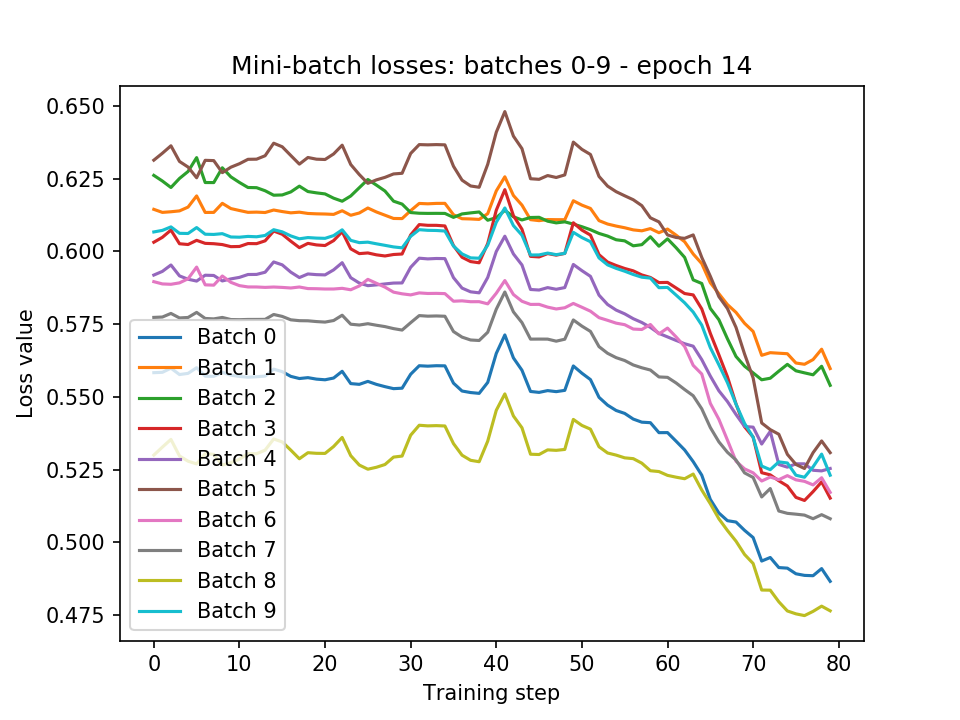 Mini-batch losses: batches 0-9 - epoch 14
0.650
0.625
0.600
0.575
0.550
0.525
0.500
0.475
Loss value
Batch 0
Batch 1
Batch 2
Batch 3
Batch 4
Batch 5
Batch 6
Batch 7
Batch 8
Batch 9
0 10 20 30 40 50 60 70 80
Training step